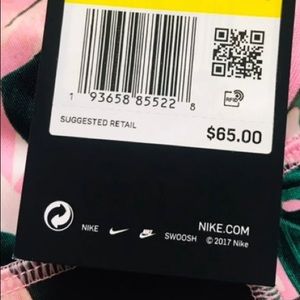 1 93658 85522 8
RFID
SUGGESTED RETAIL
$65.00
NIKE.COM
NIKE SWOOSH © 2017 Nike